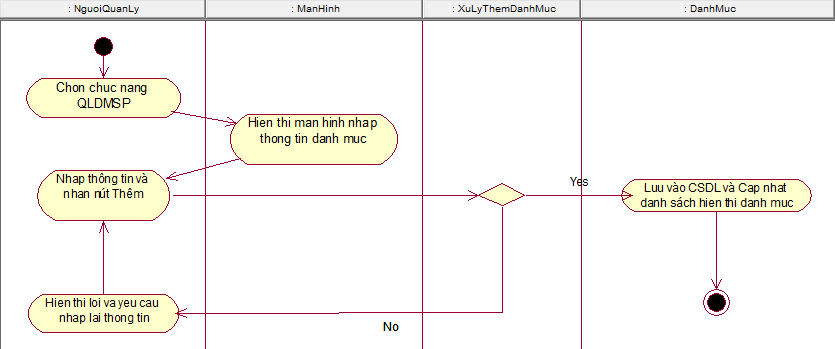 : NguoiQuanLy
: ManHinh
: XuLyThemDanhMuc
: DanhMuc
Chon chuc nang
QLDMSP
Hien thi man hinh nhap
thong tin danh muc
Nhap thông tin và
nhan nút Thêm
Yes
Luu vào CSDL và Cap nhat
danh sách hien thi danh muc
Hien thi loi va yeu cau
nhap lai thong tin
No